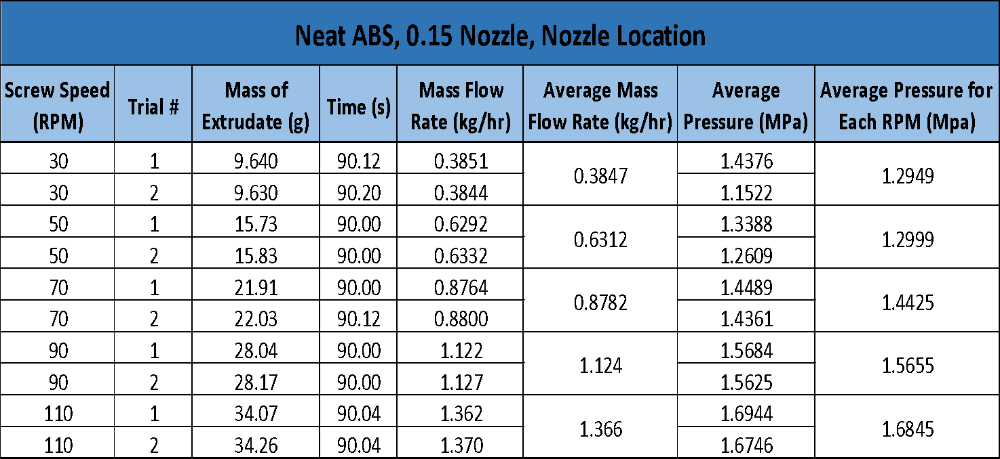 Neat ABS, 0.15 Nozzle, Nozzle Location
Screw Speed (RPM) Trial # Mass of Extrudate (g) Time (s) Mass Flow Rate (kg/hr) Average Mass Flow Rate (kg/hr) Average Pressure (MPa) Average Pressure for Each RPM (Mpa)
30 1 9.640 90.12 0.3851 0.3847 1.4376 1.2949
30 2 9.630 90.20 0.3844 1.1522
50 1 15.73 90.00 0.6292 0.6312 1.3388 1.2999
50 2 15.83 90.00 0.6332 1.2609
70 1 21.91 90.00 0.8764 0.8782 1.4489 1.4425
70 2 22.03 90.12 0.8800 1.4361
90 1 28.04 90.00 1.122 1.124 1.5684 1.5655
90 2 28.17 90.00 1.127 1.5625
110 1 34.07 90.04 1.362 1.366 1.6944 1.6845
110 2 34.26 90.04 1.370 1.6746